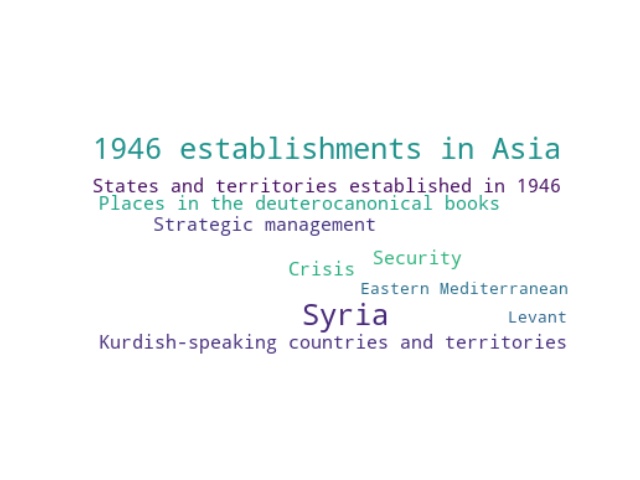 1946 establishments in Asia
States and territories established in 1946
Places in the deuterocanonical books
Strategic management
Security
Crisis
Eastern Mediterranean
Syria
Levant
Kurdish-speaking countries and territories